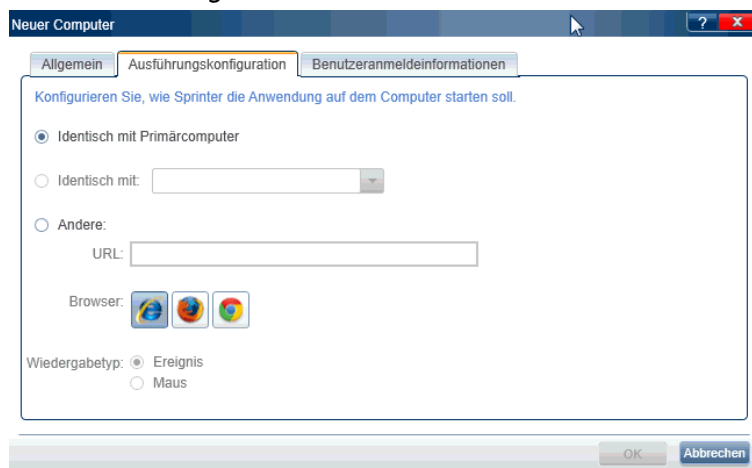 Neuer Computer
?
X
Allgemein
Ausführungskonfiguration
Benutzeranmeldeinformationen
Konfigurieren Sie, wie Sprinter die Anwendung auf dem Computer starten soll.
Identisch mit Primärcomputer
Identisch mit:
Andere:
URL:
Browser:
Wiedergabetyp:
Ereignis
Maus
OK
Abbrechen